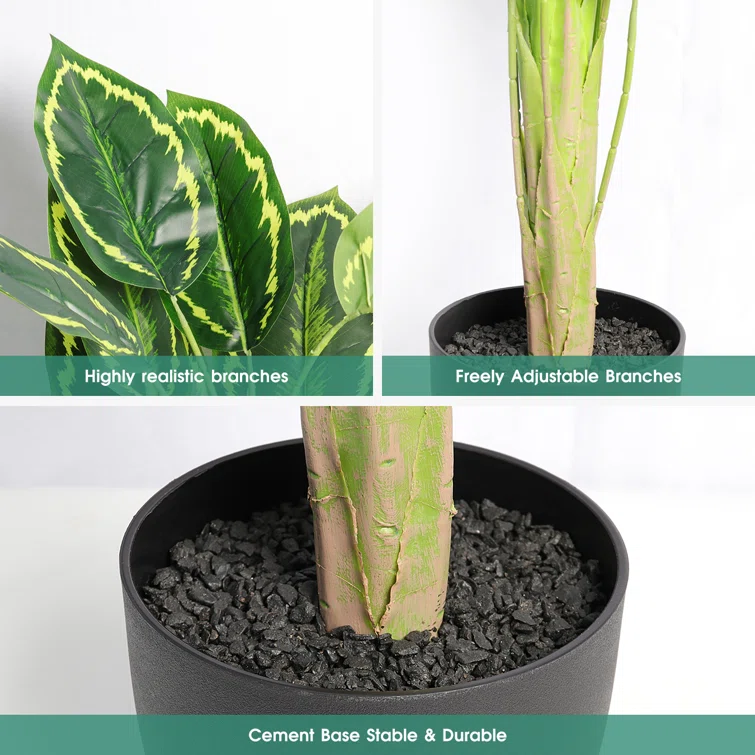 Highly realistic branches
Freely Adjustable Branches
Cement Base Stable & Durable